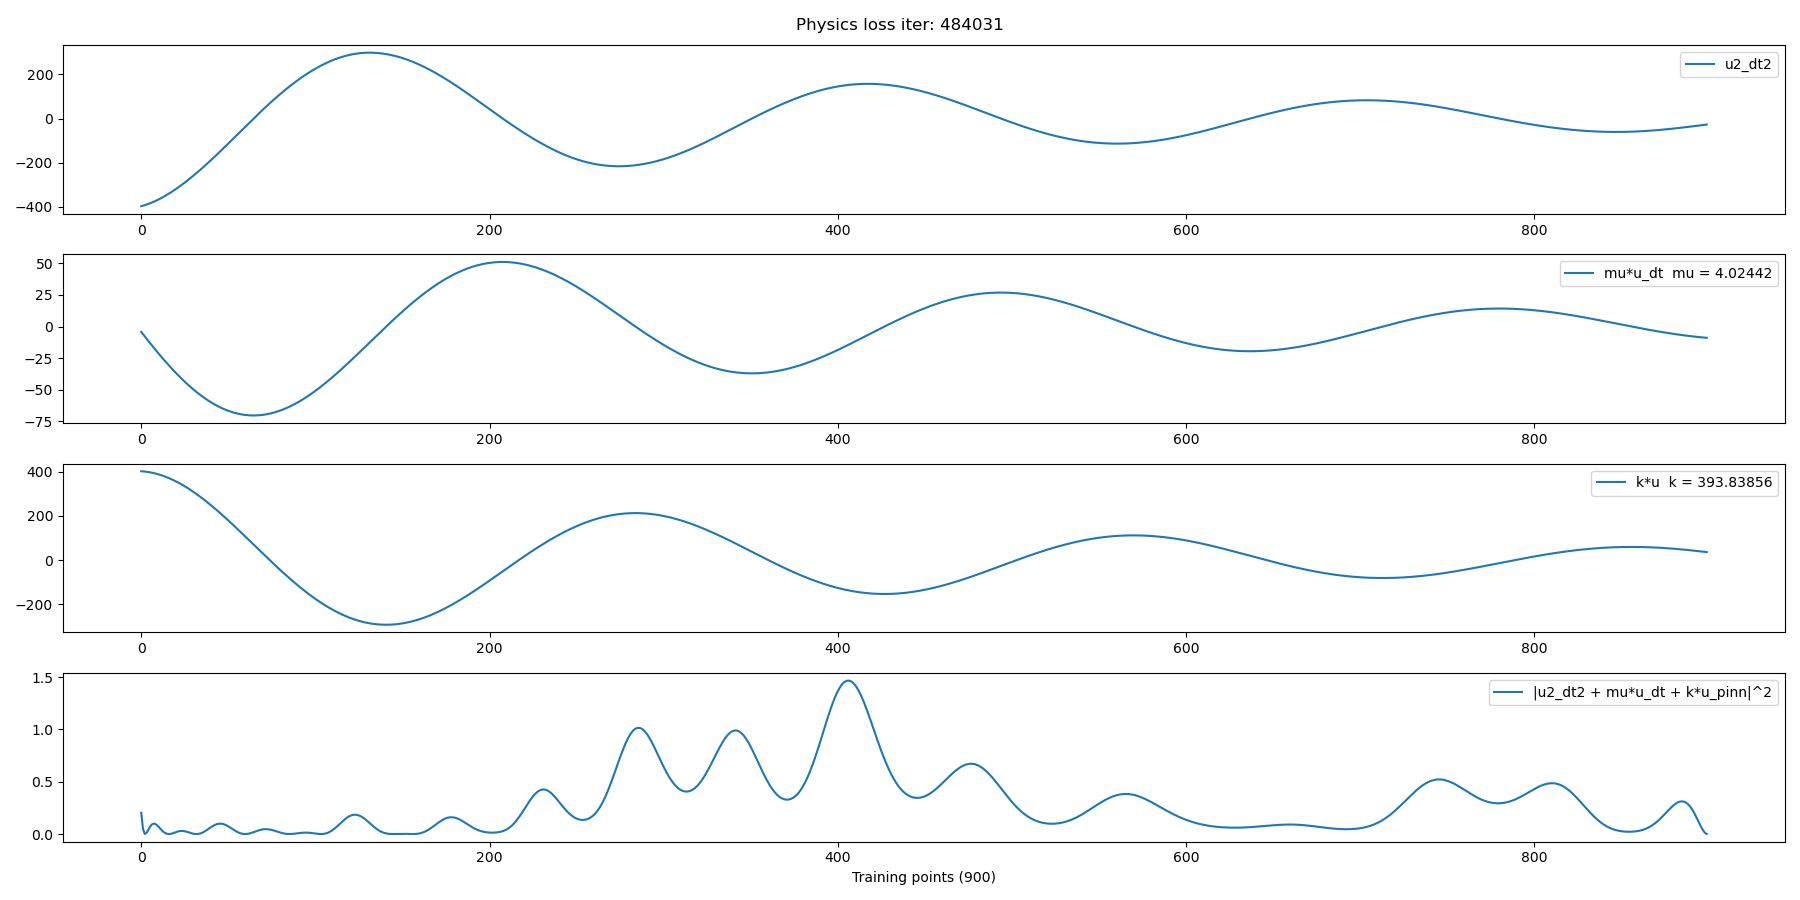 Physics loss iter: 484031
200
0
−200
−400
u2_dt2
0 200 400 600 800
50
25
0
−25
−50
−75
mu*u_dt mu = 4.02442
0 200 400 600 800
400
200
0
−200
k*u k = 393.83856
0 200 400 600 800
1.5
1.0
0.5
0.0
|u2_dt2 + mu*u_dt + k*u_pinn|^2
0 200 400 600 800
Training points (900)